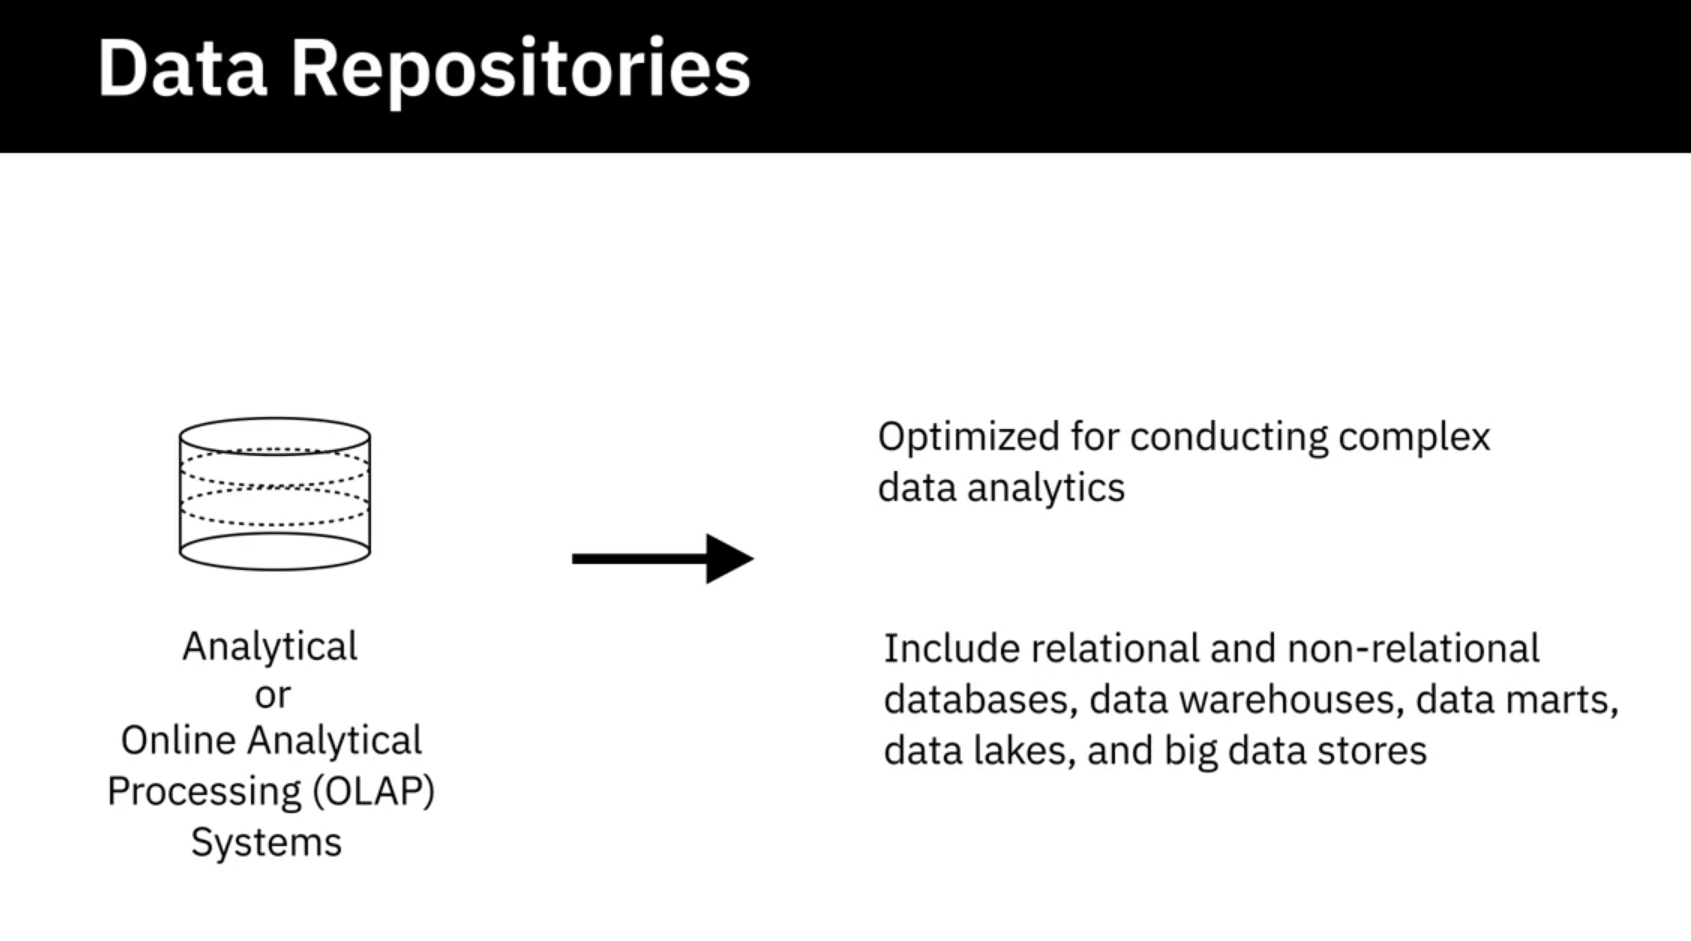 Data Repositories
Analytical
or
Online Analytical
Processing (OLAP)
Systems
Optimized for conducting complex
data analytics
Include relational and non-relational
databases, data warehouses, data marts,
data lakes, and big data stores